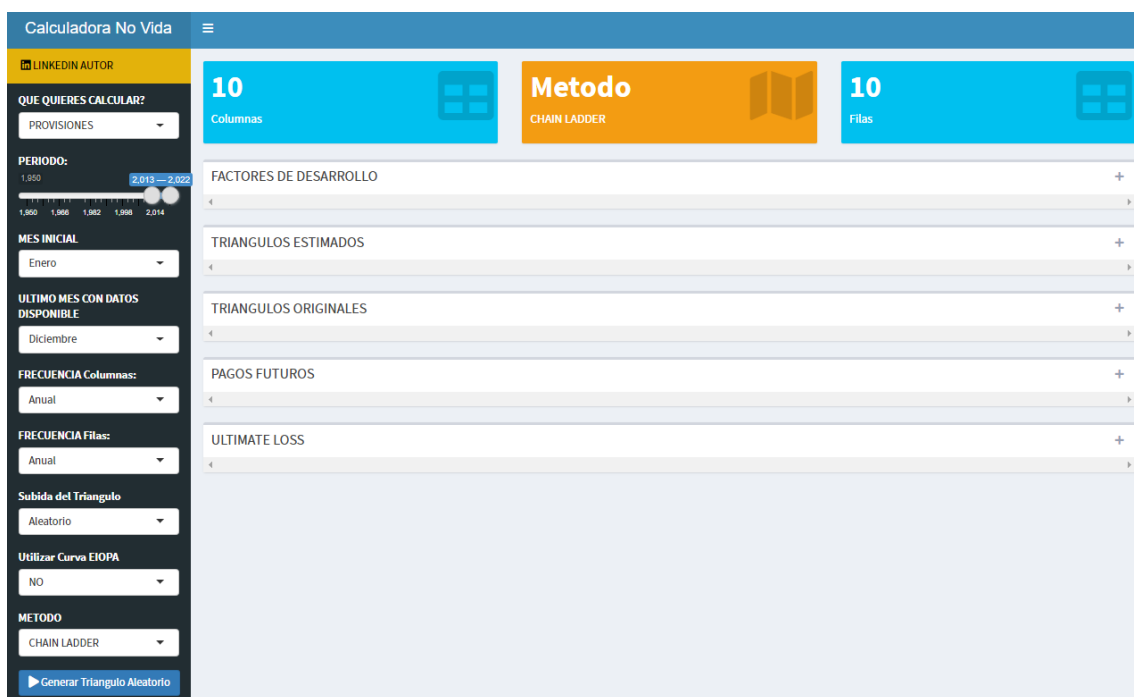 Calculadora No Vida
LINKEDIN AUTOR
QUE QUIERES CALCULAR?
PROVISIONES
PERIODO:
1,950
2,013 — 2,022
1,950 1,966 1,982 1,998 2,014
MES INICIAL
Enero
ULTIMO MES CON DATOS
DISPONIBLE
Diciembre
FRECUENCIA Columnas:
Anual
FRECUENCIA Filas:
Anual
Subida del Triangulo
Aleatorio
Utilizar Curva EIOPA
NO
METODO
CHAIN LADDER
Generar Triangulo Aleatorio
10
Columnas
Metodo
CHAIN LADDER
10
Filas
FACTORES DE DESARROLLO
TRIANGULOS ESTIMADOS
TRIANGULOS ORIGINALES
PAGOS FUTUROS
ULTIMATE LOSS